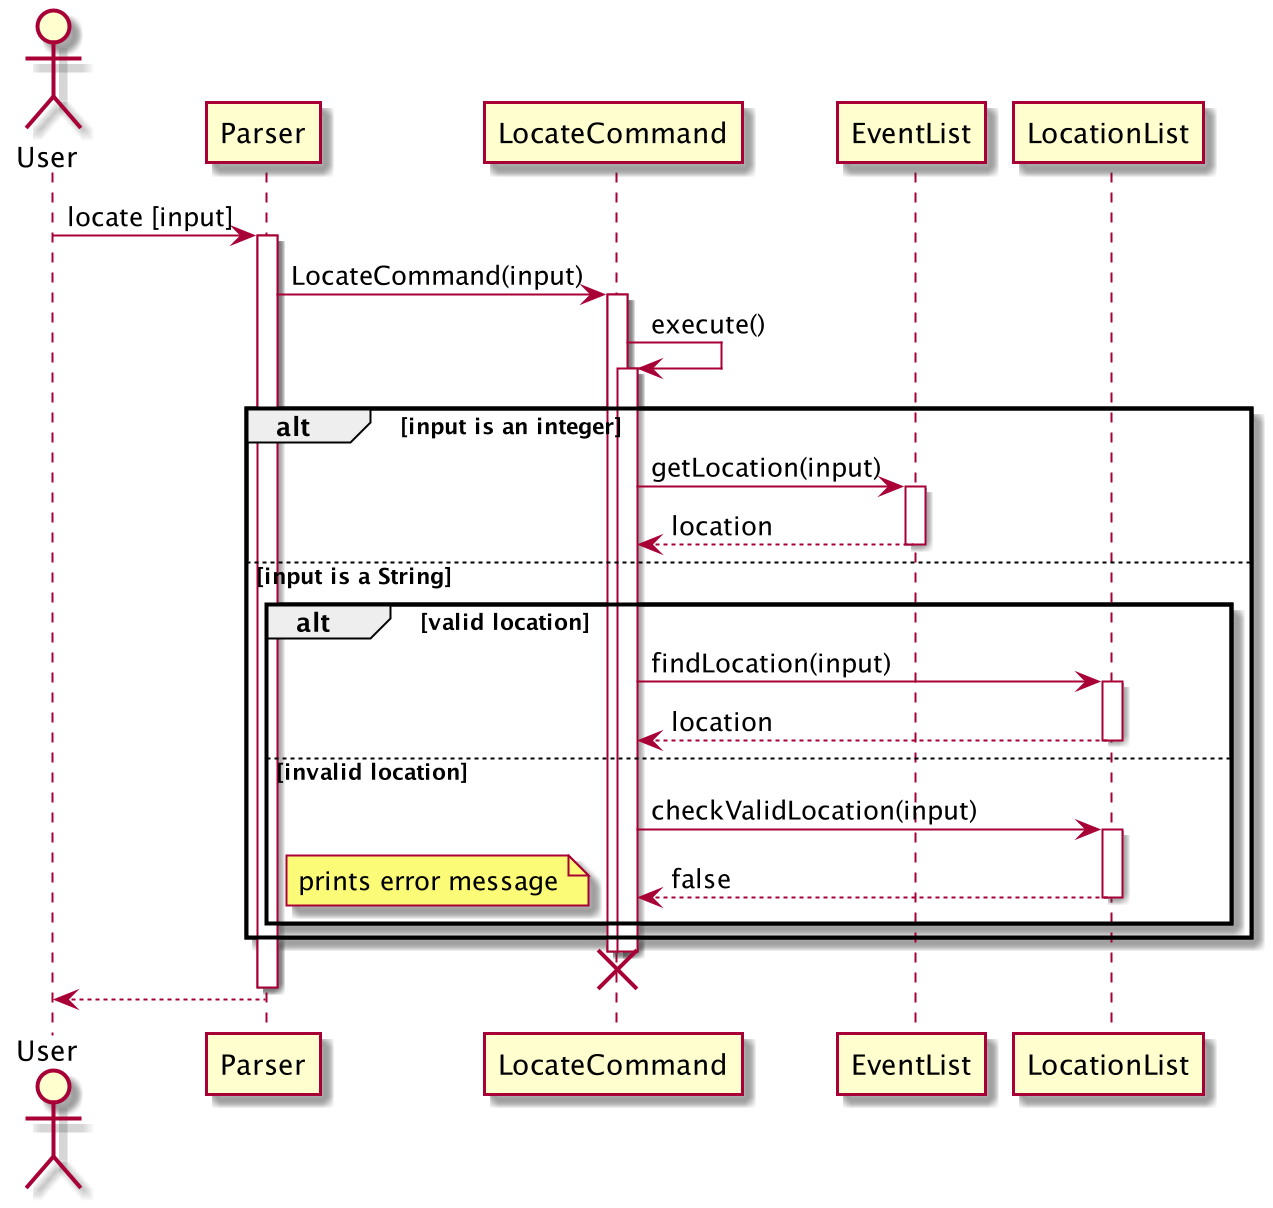 User
Parser
LocateCommand
EventList
LocationList
locate [input]
LocateCommand(input)
execute()
alt
[input is an integer]
getLocation(input)
location
[input is a String]
alt
[valid location]
findLocation(input)
location
[invalid location]
checkValidLocation(input)
prints error message
false
User
Parser
LocateCommand
EventList
LocationList